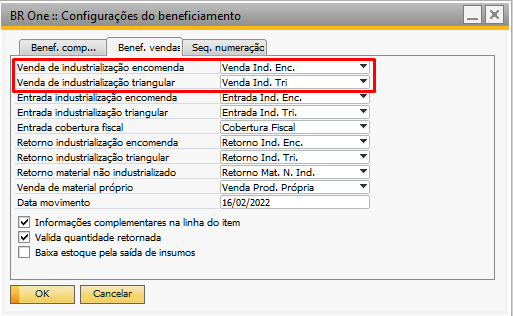 BR One :: Configurações do beneficiamento
Benef. comp... Benef. vendas Seq. numeração
Venda de industrialização encomenda Venda Ind. Enc.
Venda de industrialização triangular Venda Ind. Tri
Entrada industrialização encomenda Entrada Ind. Enc.
Entrada industrialização triangular Entrada Ind. Tri.
Entrada cobertura fiscal Cobertura Fiscal
Retorno industrialização encomenda Retorno Ind. Enc.
Retorno industrialização triangular Retorno Ind. Tri.
Retorno material não industrializado Retorno Mat. N. Ind.
Venda de material próprio Venda Prod. Própria
Data movimento 16/02/2022
Informações complementares na linha do item
Valida quantidade retornada
Baixa estoque pela saída de insumos
OK Cancelar